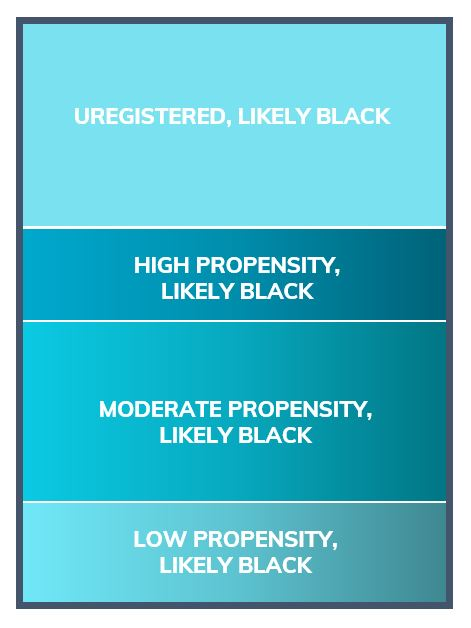 UREGISTERED, LIKELY BLACK
HIGH PROPENSITY,
LIKELY BLACK
MODERATE PROPENSITY,
LIKELY BLACK
LOW PROPENSITY,
LIKELY BLACK